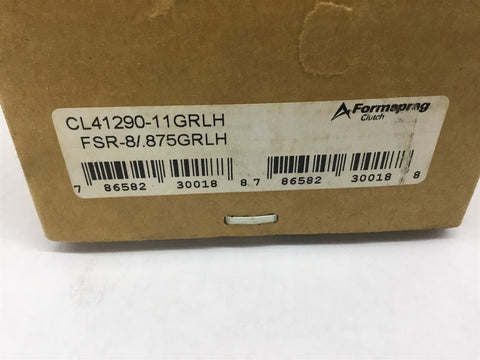 CL41290-11GRLH
FSR-8/.875GRLH
Formsprag
Clutch
7 86582 30018 8 7 86582 30018 8